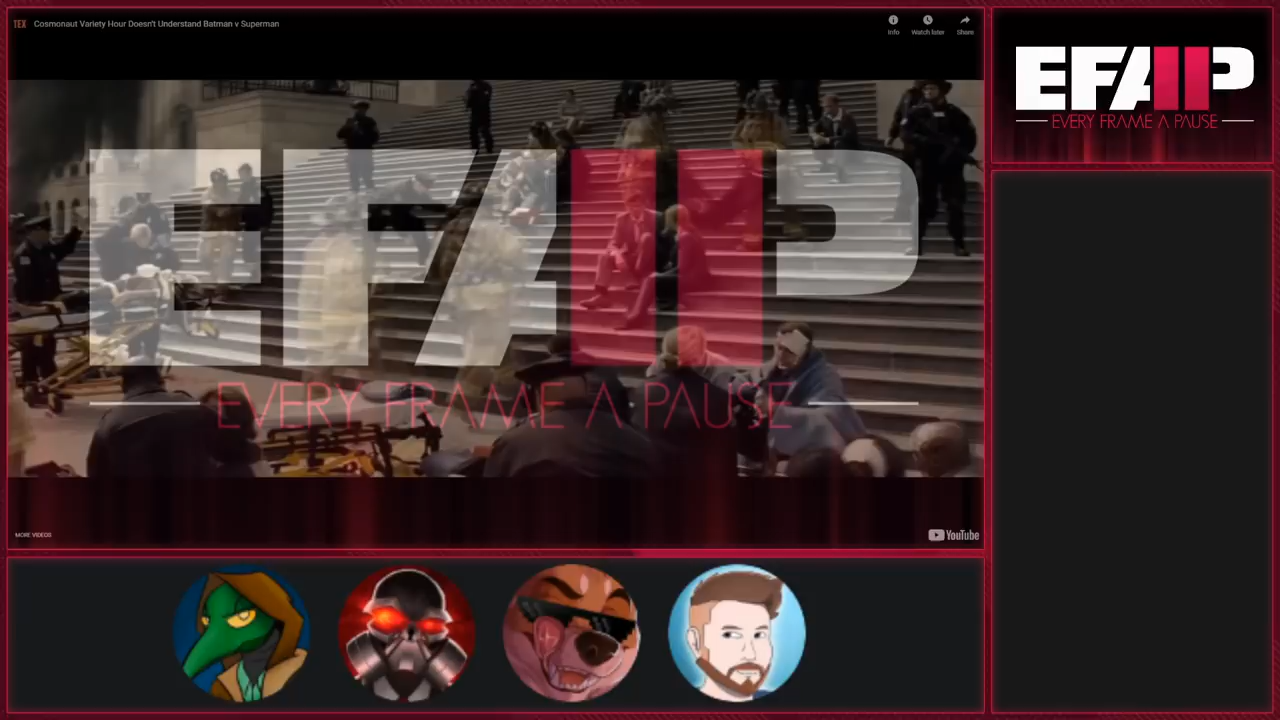 TEX Cosmonaut Variety Hour Doesn't Understand Batman v Superman
Info
Watch later
Share
EFAP
EVERY FRAME A PAUSE
EFAP
EVERY FRAME A PAUSE
MORE VIDEOS
YouTube